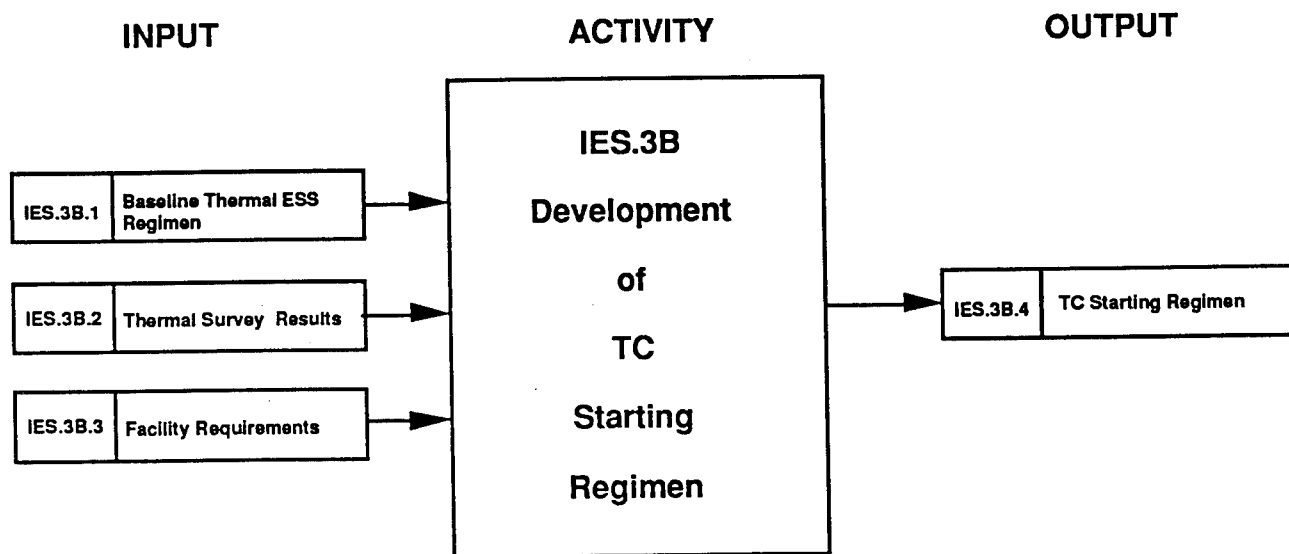 INPUT
ACTIVITY
OUTPUT
IES.3B.1
Baseline Thermal ESS
Regimen
IES.3B.2
Thermal Survey Results
IES.3B.3
Facility Requirements
IES.3B
Development
of
TC
Starting
Regimen
IES.3B.4
TC Starting Regimen